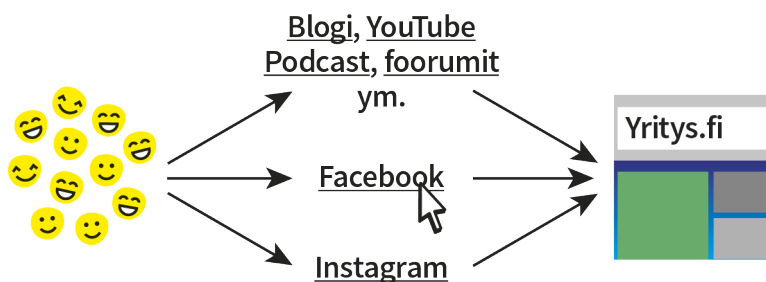 Blogi, YouTube
Podcast, foorumit
ym.
Yritys.fi
Facebook
Instagram